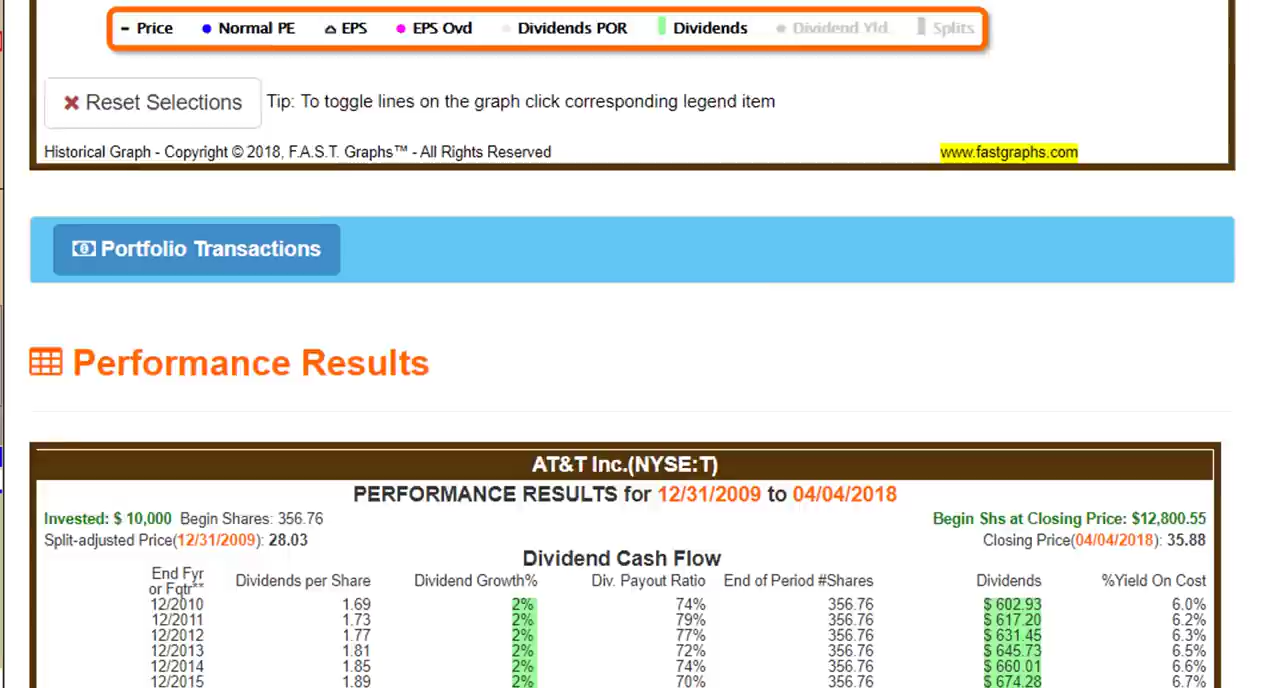 Price Normal PE EPS EPS Ovd Dividends POR Dividends Dividend Yld. Splits
Reset Selections Tip: To toggle lines on the graph click corresponding legend item
Historical Graph - Copyright © 2018, F.A.S.T. Graphs™ - All Rights Reserved www.fastgraphs.com
Portfolio Transactions
Performance Results
AT&T Inc.(NYSE:T)
PERFORMANCE RESULTS for 12/31/2009 to 04/04/2018
Invested: $ 10,000 Begin Shares: 356.76 Begin Shs at Closing Price: $12,800.55
Split-adjusted Price(12/31/2009): 28.03 Closing Price(04/04/2018): 35.88
Dividend Cash Flow
End Fyr
or Fqtr** Dividends per Share Dividend Growth% Div. Payout Ratio End of Period #Shares Dividends %Yield On Cost
12/2010 1.69 2% 74% 356.76 $ 602.93 6.0%
12/2011 1.73 2% 79% 356.76 $ 617.20 6.2%
12/2012 1.77 2% 77% 356.76 $ 631.45 6.3%
12/2013 1.81 2% 72% 356.76 $ 645.73 6.5%
12/2014 1.85 2% 74% 356.76 $ 660.01 6.6%
12/2015 1.89 2% 70% 356.76 $ 674.28 6.7%